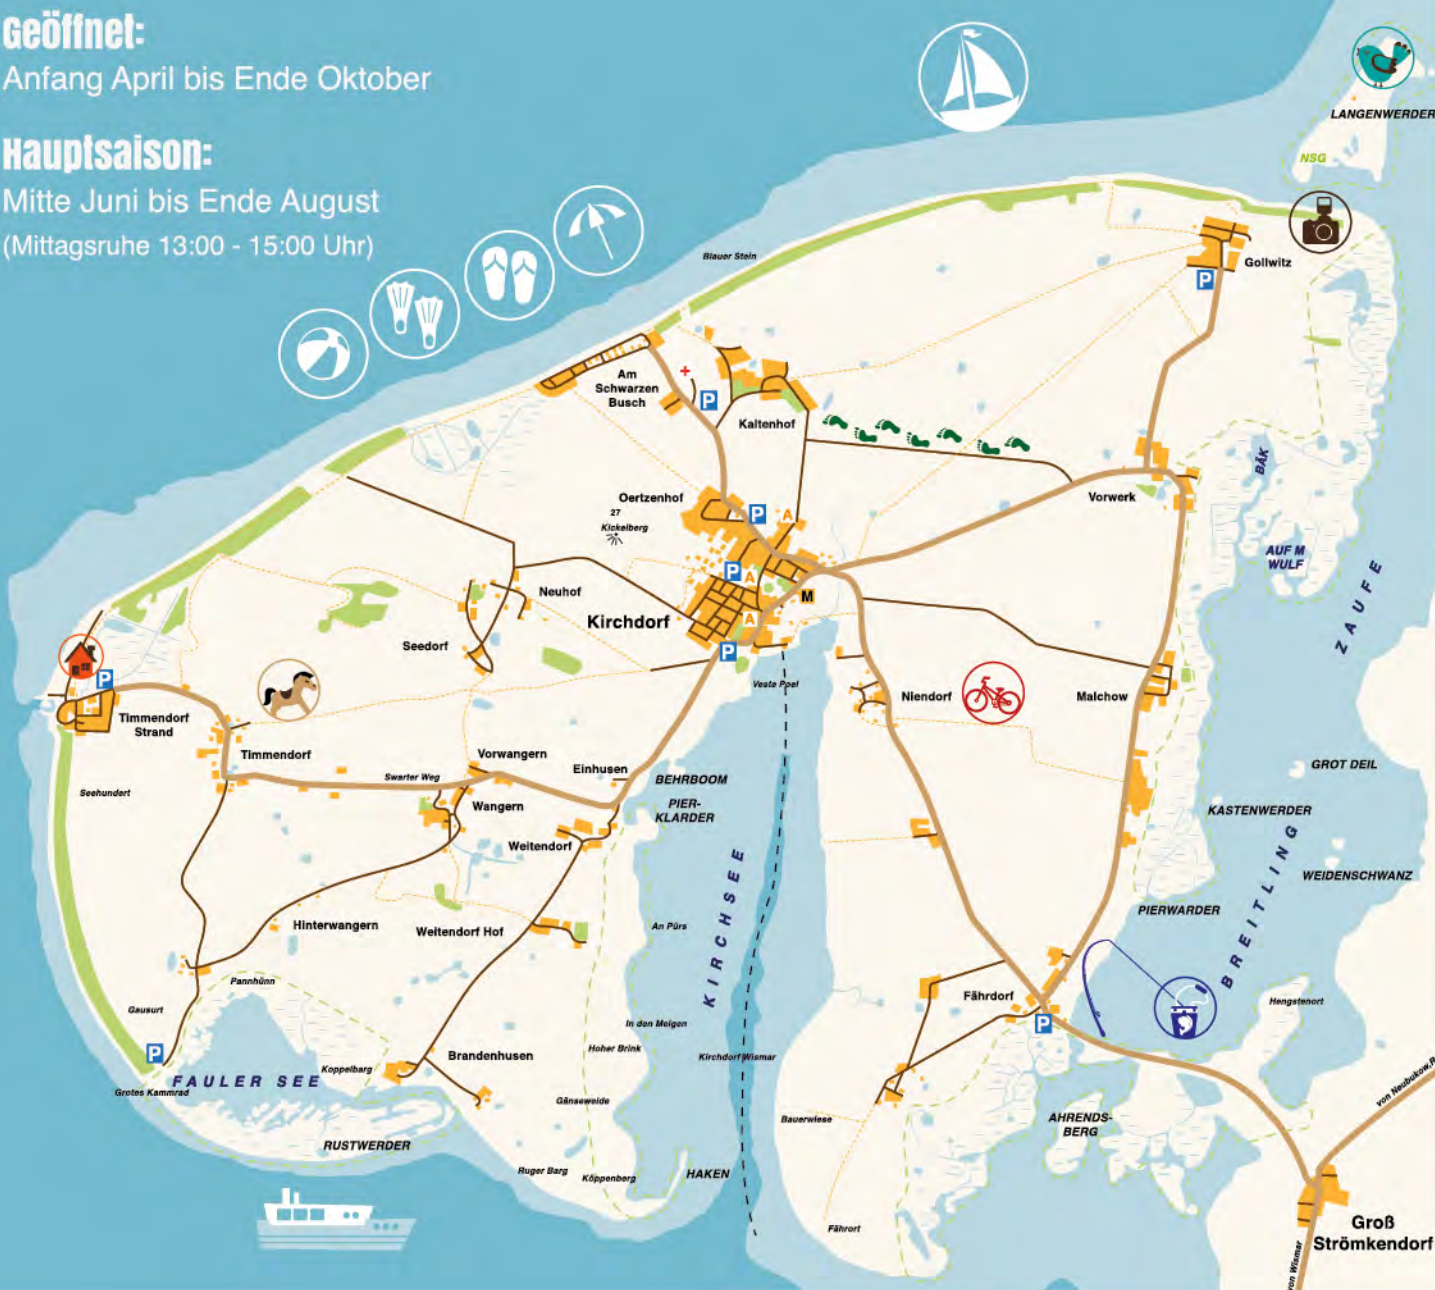 Geöffnet:
Anfang April bis Ende Oktober
Hauptsaison:
Mitte Juni bis Ende August
(Mittagsruhe 13:00 - 15:00 Uhr)
LANGENWERDER
NSG
Blauer Stein
Gollwitz
P
Am
Schwarzen
Busch
P
Kaltenhof
Oertzenhof
27
Kickelberg
P
A
Vorwerk
BÄK
AUF M
WULF
ZAUFE
Neuhof
Kirchdorf
P
A
M
A
P
Seedorf
P
Timmendorf
Strand
Timmendorf
Veste Poel
Niendorf
Malchow
Seehundert
Swarter Weg
Vorwangern
Einhusen
BEHRBOOM
PIER-
KLARDER
Wangern
Weitendorf
GROT DEIL
KASTENWERDER
WEIDENSCHWANZ
PIERWARDER
BREITLING
KIRCHSEE
Hinterwangern
Weitendorf Hof
An Pürs
Pannhünn
Gausurt
P
FAULER SEE
Grotes Kammrad
Koppelbarg
Brandenhusen
In den Meigen
Hoher Brink
Kirchdorf Wismar
Gänseweide
Fährdorf
P
Hengstenort
Bauerwiese
AHRENDS-
BERG
von Neubukow,R
RUSTWERDER
Ruger Barg
Köppenberg
HAKEN
Fährort
Groß
Strömkendorf
von Wismar